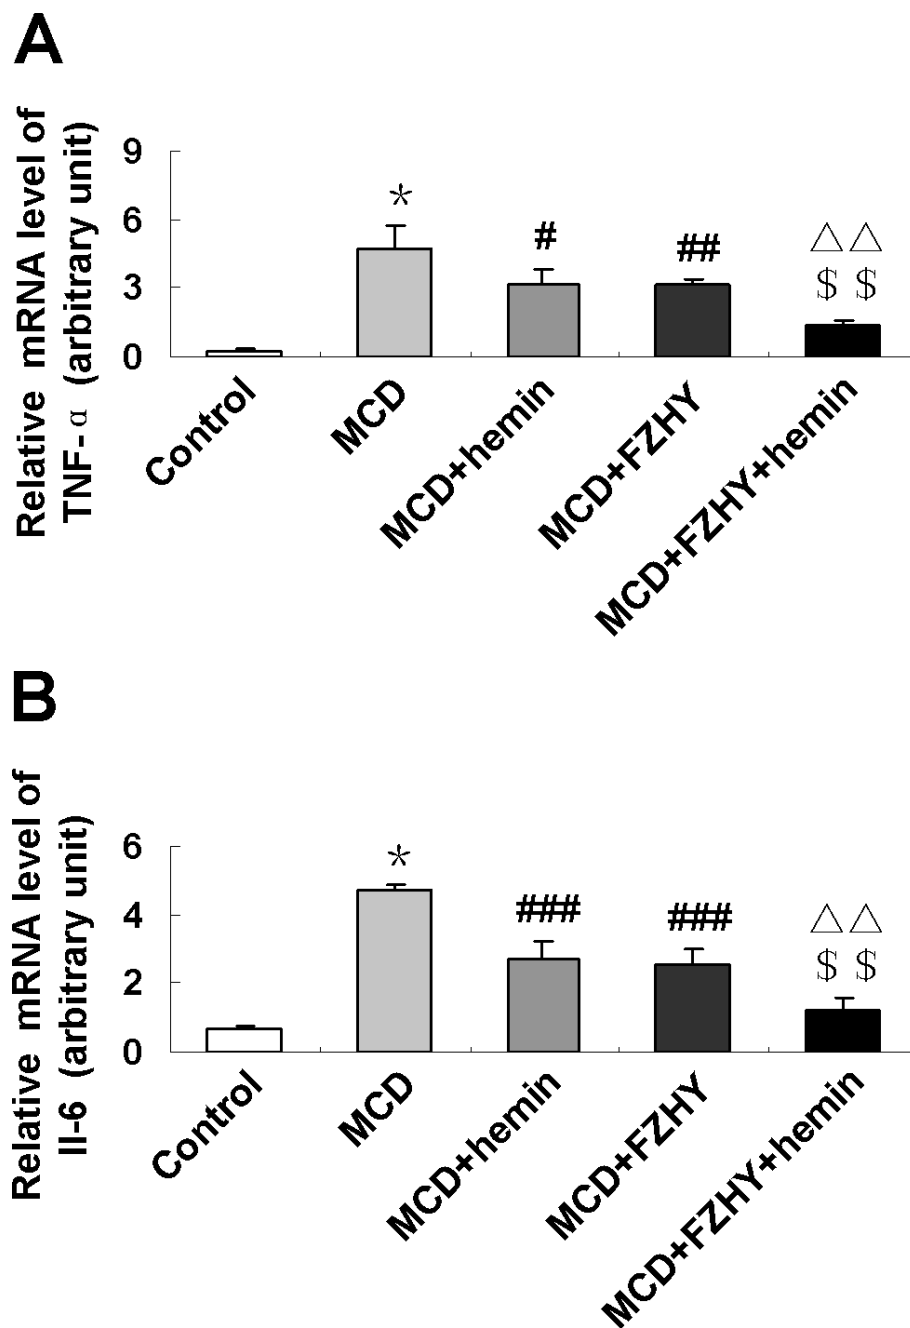 A
Relative mRNA level of
TNF-α (arbitrary unit)
9
6
3
0
*
#
##
△△
$ $
Control
MCD
MCD+hemin
MCD+FZHY
MCD+FZHY+hemin
B
Relative mRNA level of
Il-6 (arbitrary unit)
6
4
2
0
*
###
###
△△
$ $
Control
MCD
MCD+hemin
MCD+FZHY
MCD+FZHY+hemin